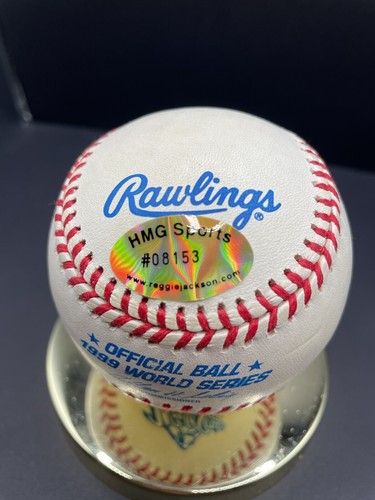 Rawlings®
HMG Sports
#08153
www.reggiejackson.com
★ OFFICIAL BALL ★
1999 WORLD SERIES